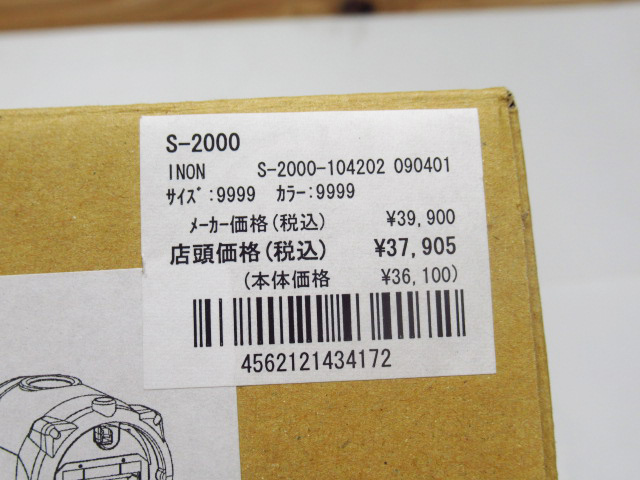 S-2000
INON S-2000-104202 090401
ｻｲｽﾞ:9999 ｶﾗｰ:9999
メーカー価格(税込) ¥39,900
店頭価格(税込) ¥37,905
(本体価格 ¥36,100)
4562121434172